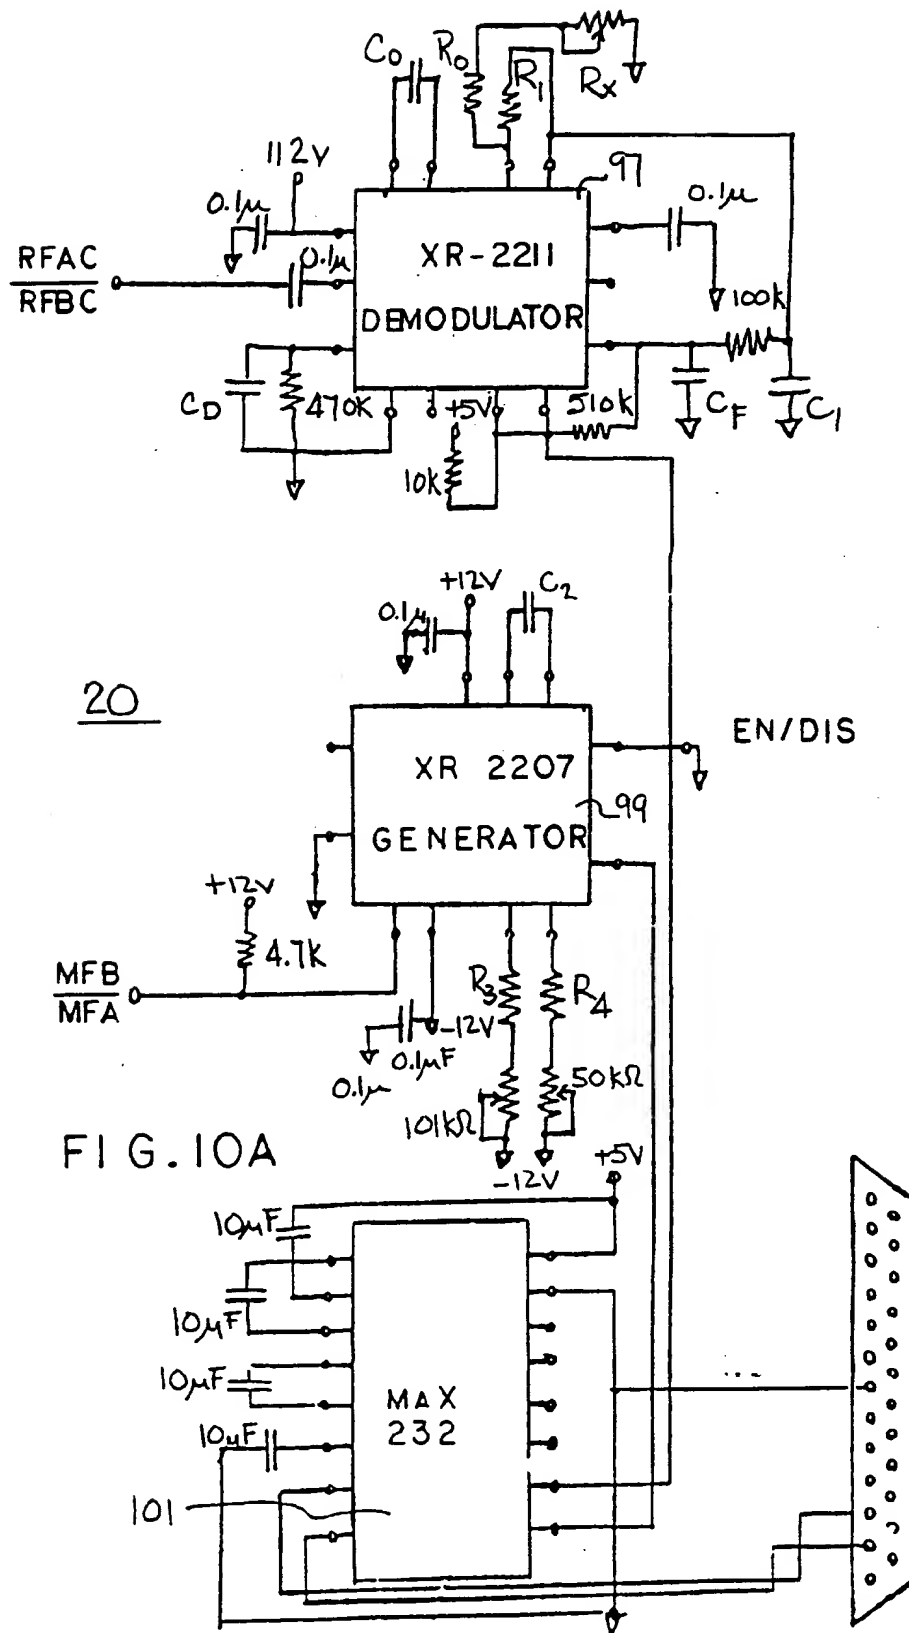 C0 R0 R1 Rx
112V
97
0.1μ
0.1μ
RFAC
RFBC
0.1μ
XR-2211
DEMODULATOR
100k
CD
470k
+5V
510k
CF
C1
10k
+12V
C2
0.1μ
20
EN/DIS
XR 2207
GENERATOR
99
+12V
4.7K
MFB
MFA
R3
R4
-12V
0.1μF
0.1μ
50kΩ
101kΩ
FIG.10A
-12V
+5V
10μF
10μF
10μF
MAX
232
...
10μF
101